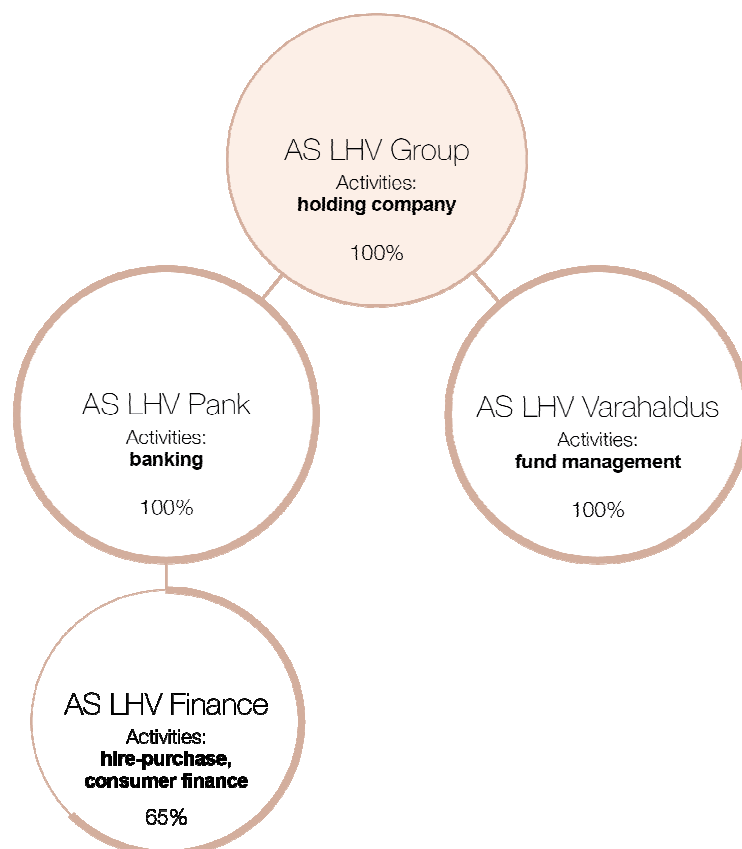 AS LHV Group
Activities:
holding company
100%
AS LHV Pank
Activities:
banking
100%
AS LHV Varahaldus
Activities:
fund management
100%
AS LHV Finance
Activities:
hire-purchase,
consumer finance
65%